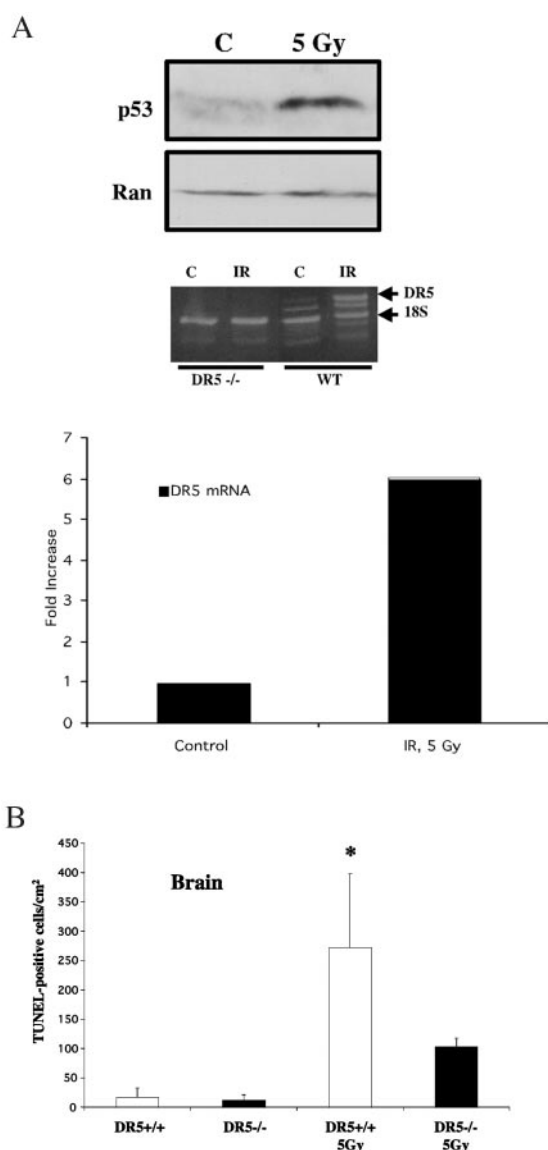 A
C 5 Gy
p53
Ran
C IR C IR
DR5
18S
DR5 -/- WT
7
6
5
4
3
2
1
0
Fold Increase
DR5 mRNA
Control IR, 5 Gy
B
450
400
350
300
250
200
150
100
50
0
TUNEL-positive cells/cm²
Brain
*
DR5+/+ DR5-/- DR5+/+ DR5-/-
5Gy 5Gy